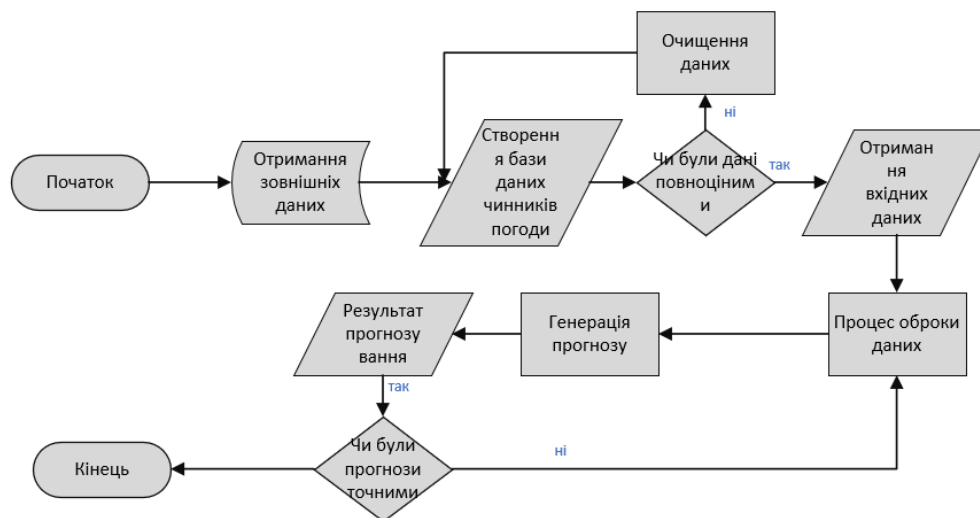 Очищення
даних
ні
Початок
Отримання
зовнішніх
даних
Створенн
я бази
даних
чинників
погоди
Чи були дані
повноціним
и
так
Отриман
ня
вхідних
даних
Результат
прогнозу
вання
Генерація
прогнозу
Процес оброки
даних
так
Чи були
прогнози
точними
ні
Кінець